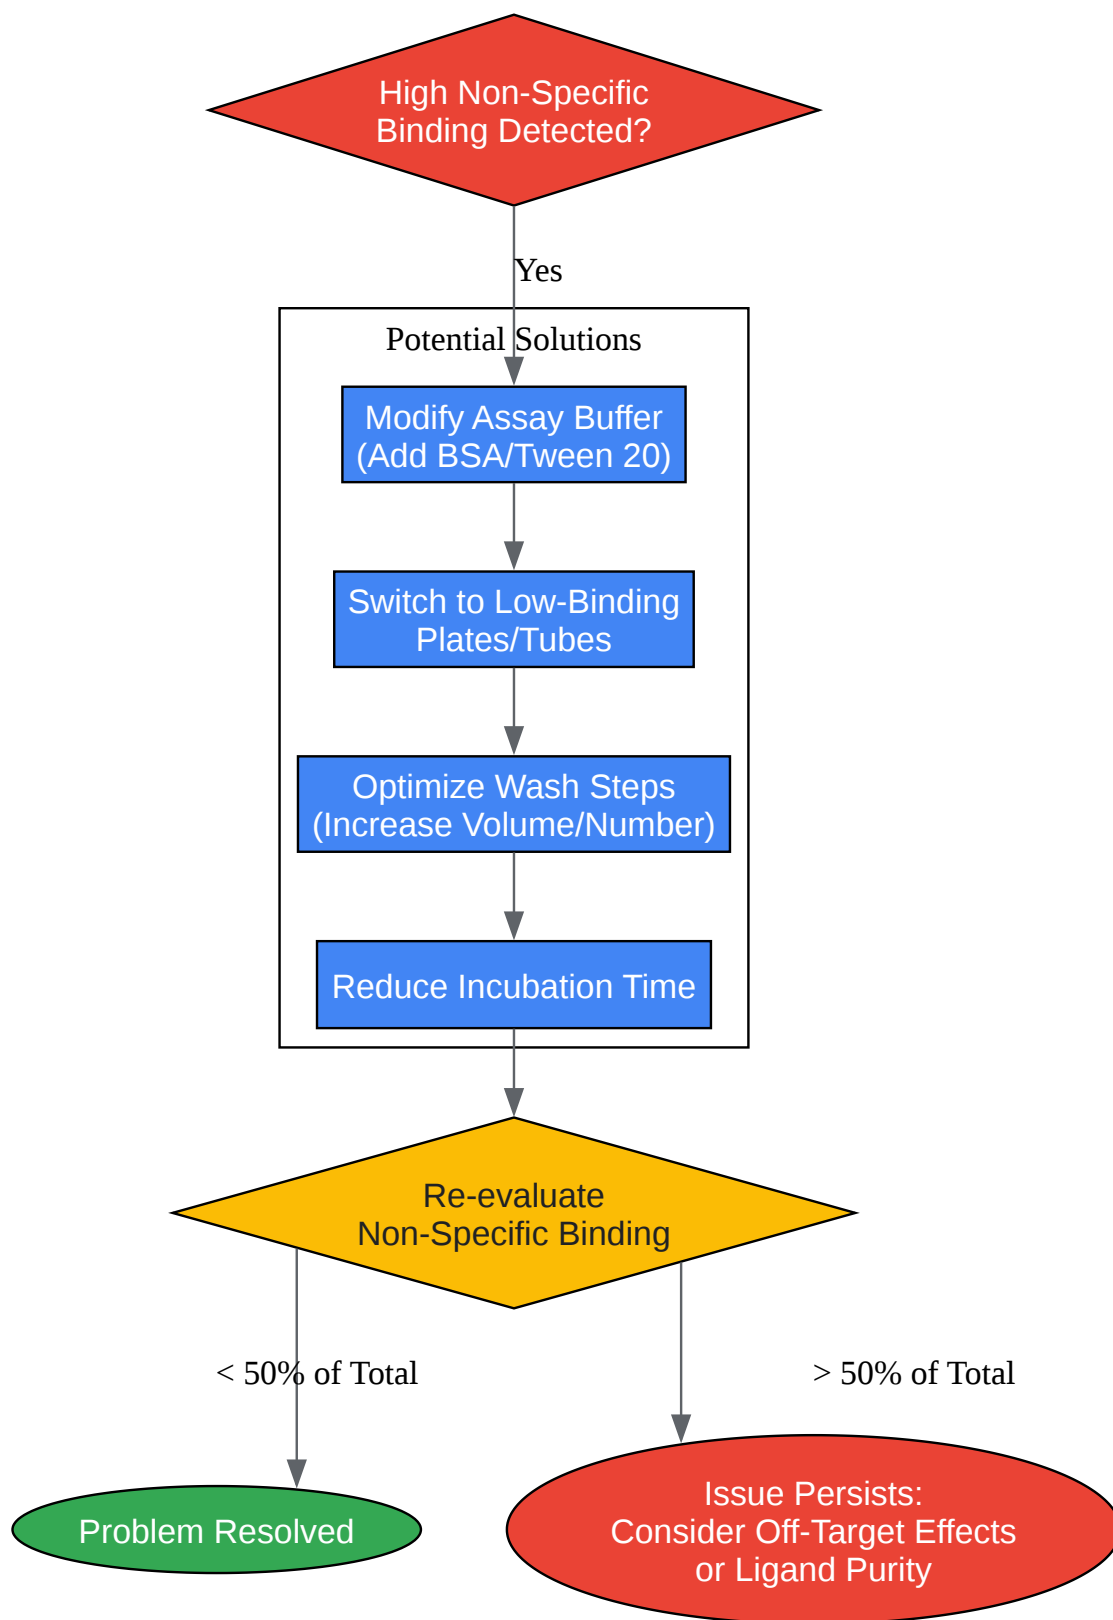 High Non-Specific
Binding Detected?
Yes
Potential Solutions
Modify Assay Buffer
(Add BSA/Tween 20)
Switch to Low-Binding
Plates/Tubes
Optimize Wash Steps
(Increase Volume/Number)
Reduce Incubation Time
Re-evaluate
Non-Specific Binding
< 50% of Total
> 50% of Total
Problem Resolved
Issue Persists:
Consider Off-Target Effects
or Ligand Purity